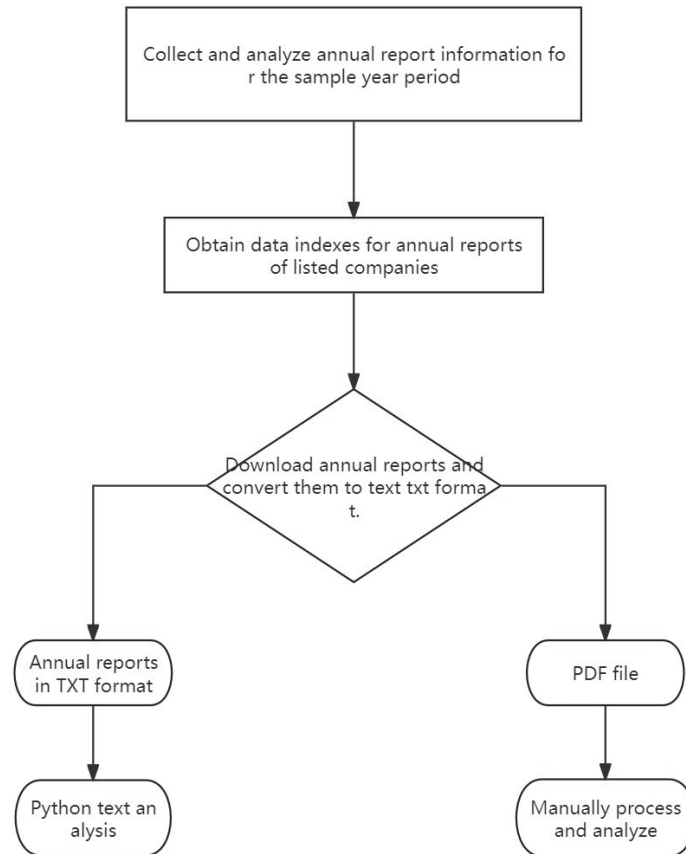 Collect and analyze annual report information fo
r the sample year period
Obtain data indexes for annual reports
of listed companies
Download annual reports and
convert them to text txt forma
t.
Annual reports
in TXT format
PDF file
Python text an
alysis
Manually process
and analyze